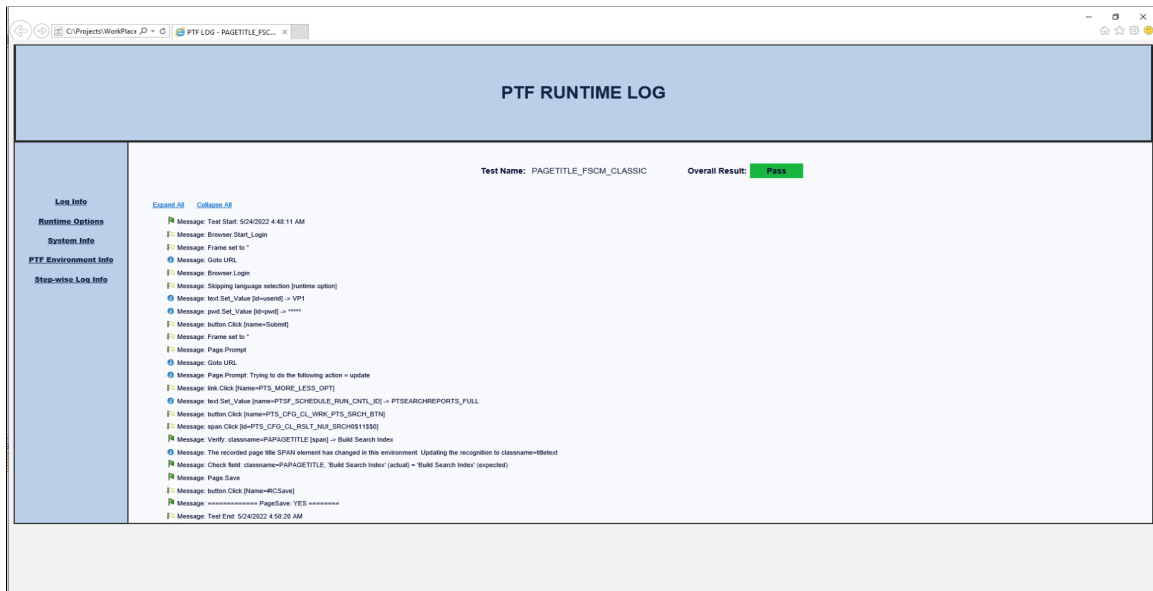 C:\Projects\WorkPlace
PTF LOG - PAGETITLE_FSC...
PTF RUNTIME LOG
Test Name: PAGETITLE_FSCM_CLASSIC Overall Result: Pass
Log Info
Runtime Options
System Info
PTF Environment Info
Step-wise Log Info
Expand All Collapse All
Message: Test Start: 5/24/2022 4:48:11 AM
Message: Browser.Start_Login
Message: Frame set to ''
Message: Goto URL
Message: Browser.Login
Message: Skipping language selection [runtime option]
Message: text.Set_Value [id=userid] -> VP1
Message: pwd.Set_Value [id=pwd] -> *****
Message: button.Click [name=Submit]
Message: Frame set to ''
Message: Page.Prompt
Message: Goto URL
Message: Page.Prompt: Trying to do the following action = update
Message: link.Click [Name=PTS_MORE_LESS_OPT]
Message: text.Set_Value [name=PTSF_SCHEDULE_RUN_CNTL_ID] -> PTSEARCHREPORTS_FULL
Message: button.Click [name=PTS_CFG_CL_WRK_PTS_SRCH_BTN]
Message: span.Click [id=PTS_CFG_CL_RSLT_NUI_SRCH0$11$$0]
Message: Verify: classname=PAPAGETITLE [span] -> Build Search Index
Message: The recorded page title SPAN element has changed in this environment. Updating the recognition to classname=titletext
Message: Check field: classname=PAPAGETITLE, 'Build Search Index' (actual) = 'Build Search Index' (expected)
Message: Page.Save
Message: button.Click [Name=#ICSave]
Message: ============= PageSave: YES ========
Message: Test End: 5/24/2022 4:50:20 AM